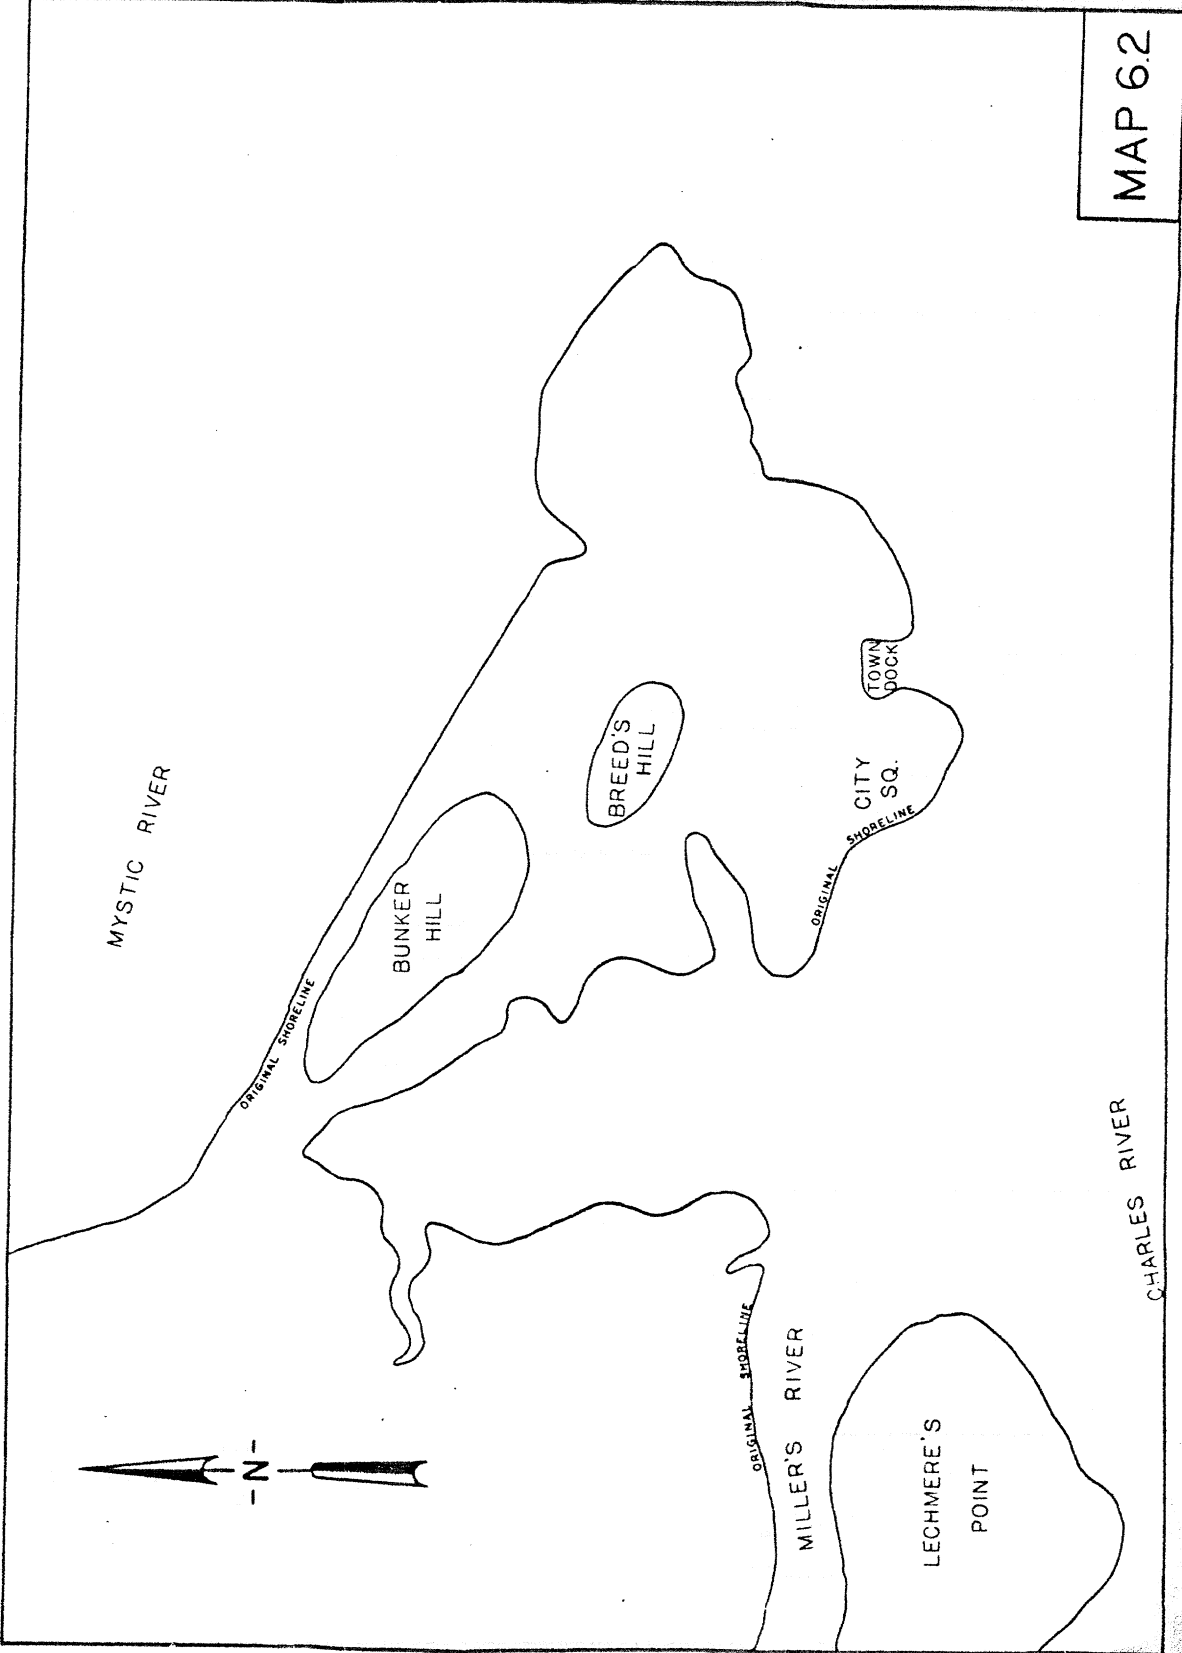 MAP 6.2
MYSTIC RIVER
ORIGINAL SHORELINE
BUNKER
HILL
BREED'S
HILL
TOWN
DOCK
CITY
SQ.
ORIGINAL SHORELINE
-N-
ORIGINAL SHORELINE
MILLER'S RIVER
LECHMERE'S
POINT
CHARLES RIVER